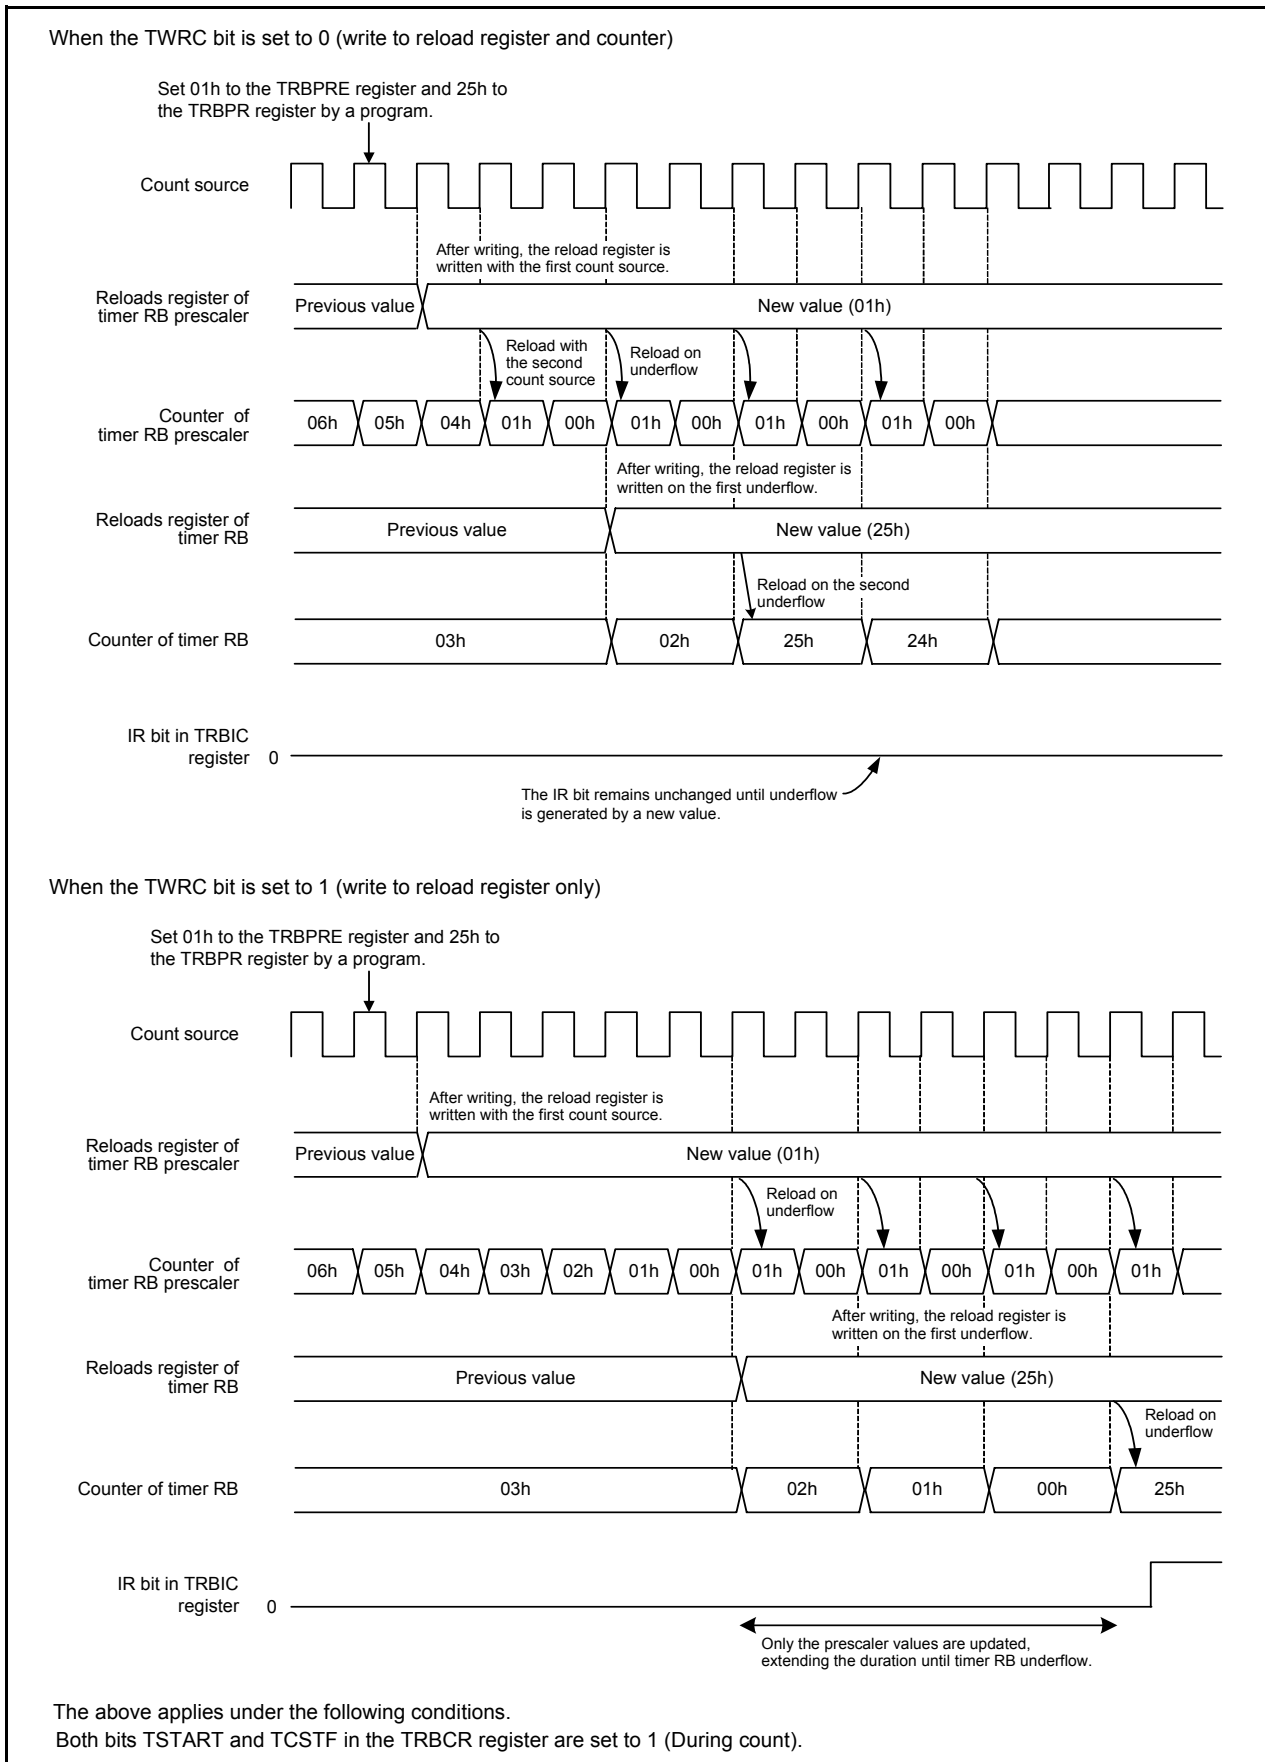 When the TWRC bit is set to 0 (write to reload register and counter)
Set 01h to the TRBPRE register and 25h to
the TRBPR register by a program.
Count source
After writing, the reload register is
written with the first count source.
Reloads register of
timer RB prescaler
Previous value
New value (01h)
Reload with
the second
count source
Reload on
underflow
Counter of
timer RB prescaler
06h 05h 04h 01h 00h 01h 00h 01h 00h 01h 00h
After writing, the reload register is
written on the first underflow.
Reloads register of
timer RB
Previous value
New value (25h)
Reload on the second
underflow
Counter of timer RB
03h 02h 25h 24h
IR bit in TRBIC
register
0
The IR bit remains unchanged until underflow
is generated by a new value.
When the TWRC bit is set to 1 (write to reload register only)
Set 01h to the TRBPRE register and 25h to
the TRBPR register by a program.
Count source
After writing, the reload register is
written with the first count source.
Reloads register of
timer RB prescaler
Previous value
New value (01h)
Reload on
underflow
Counter of
timer RB prescaler
06h 05h 04h 03h 02h 01h 00h 01h 00h 01h 00h 01h 00h 01h
After writing, the reload register is
written on the first underflow.
Reloads register of
timer RB
Previous value
New value (25h)
Reload on
underflow
Counter of timer RB
03h 02h 01h 00h 25h
IR bit in TRBIC
register
0
Only the prescaler values are updated,
extending the duration until timer RB underflow.
The above applies under the following conditions.
Both bits TSTART and TCSTF in the TRBCR register are set to 1 (During count).